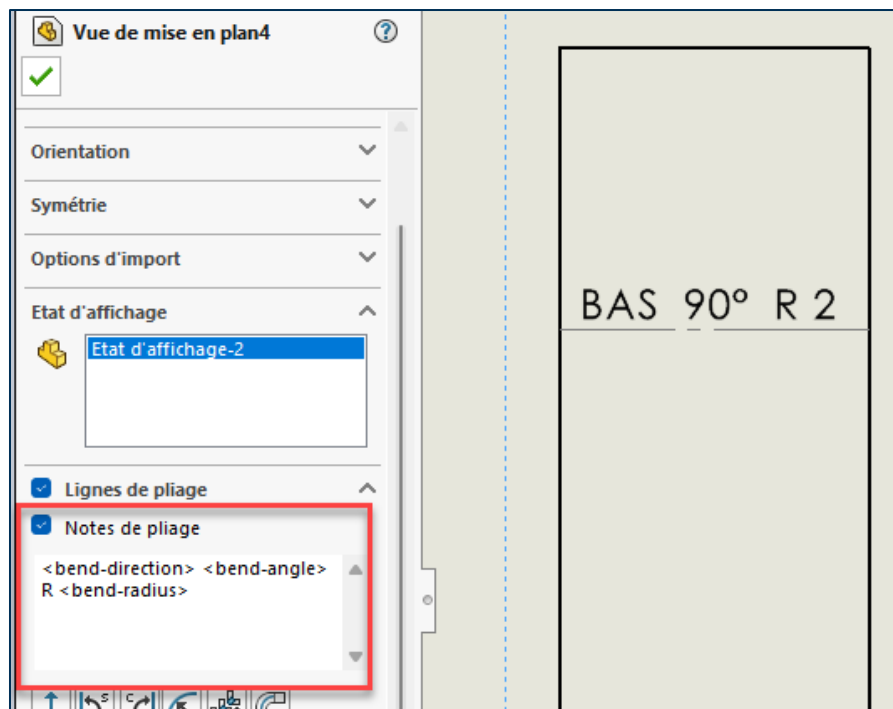 Vue de mise en plan4
Orientation
Symétrie
Options d'import
Etat d'affichage
Etat d'affichage-2
Lignes de pliage
Notes de pliage
<bend-direction> <bend-angle>
R <bend-radius>
BAS 90° R 2